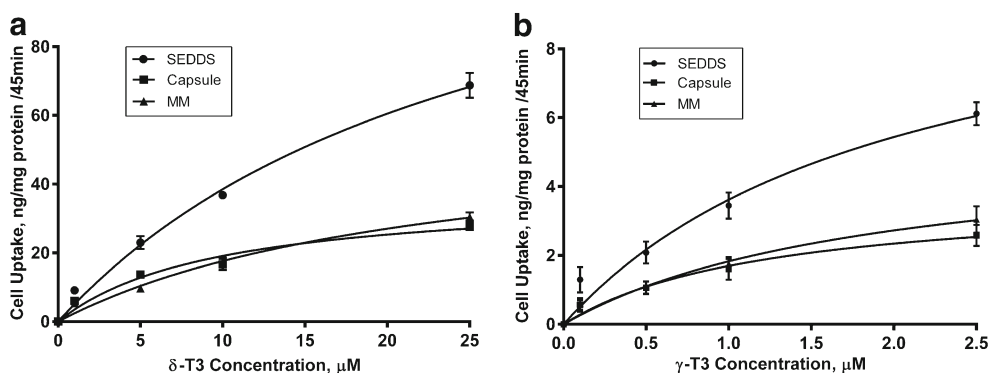 a
Cell Uptake, ng/mg protein /45min
80
60
40
20
0
SEDDS
Capsule
MM
0 5 10 15 20 25
δ-T3 Concentration, μM
b
Cell Uptake, ng/mg protein /45min
8
6
4
2
0
SEDDS
Capsule
MM
0.0 0.5 1.0 1.5 2.0 2.5
γ-T3 Concentration, μM